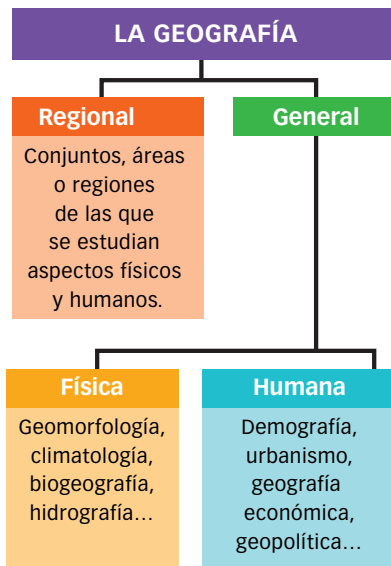 LA GEOGRAFÍA
Regional
Conjuntos, áreas
o regiones
de las que
se estudian
aspectos físicos
y humanos.
General
Física
Geomorfología,
climatología,
biogeografía,
hidrografía…
Humana
Demografía,
urbanismo,
geografía
económica,
geopolítica…